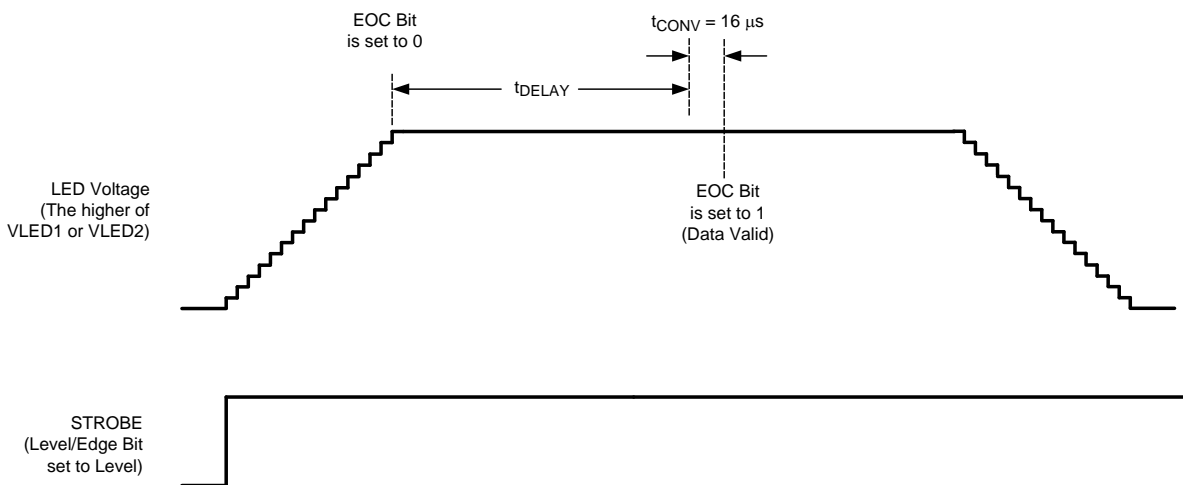 EOC Bit
is set to 0
tCONV = 16 μs
tDELAY
LED Voltage
(The higher of
VLED1 or VLED2)
EOC Bit
is set to 1
(Data Valid)
STROBE
(Level/Edge Bit
set to Level)